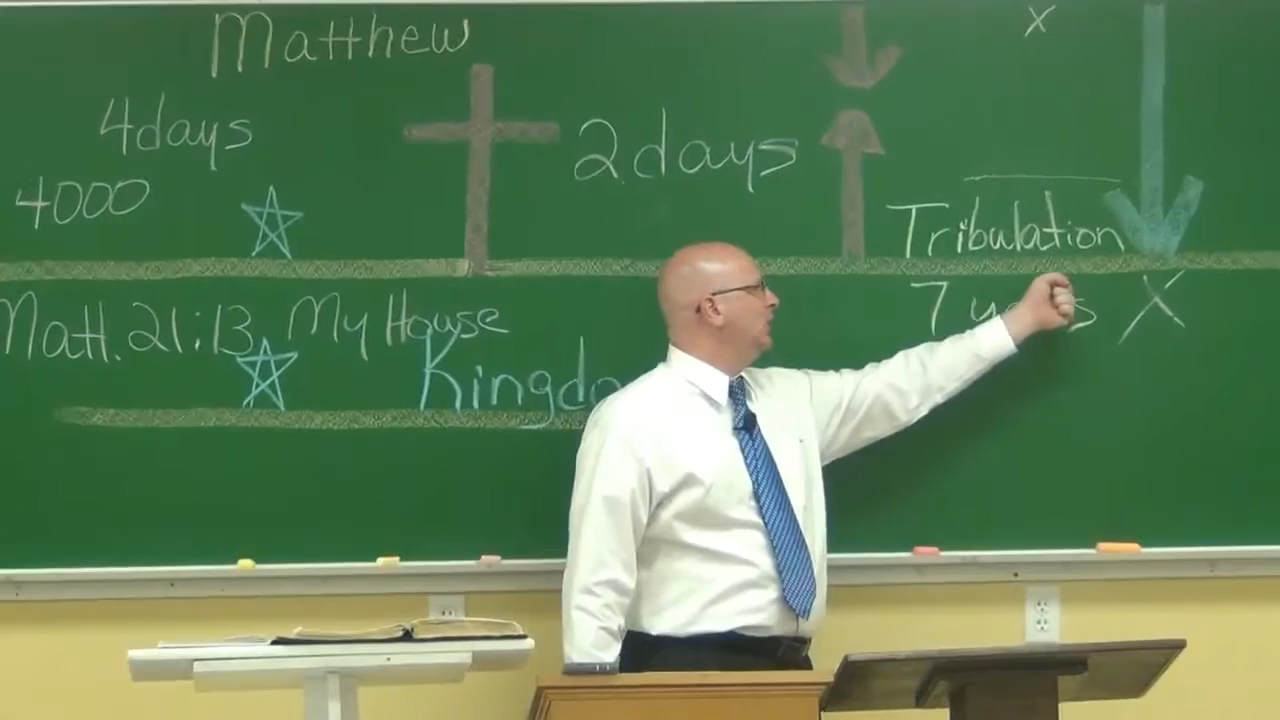 Matthew
x
4days
2days
4000
Tribulation
Matt. 21:13 My House
7
X